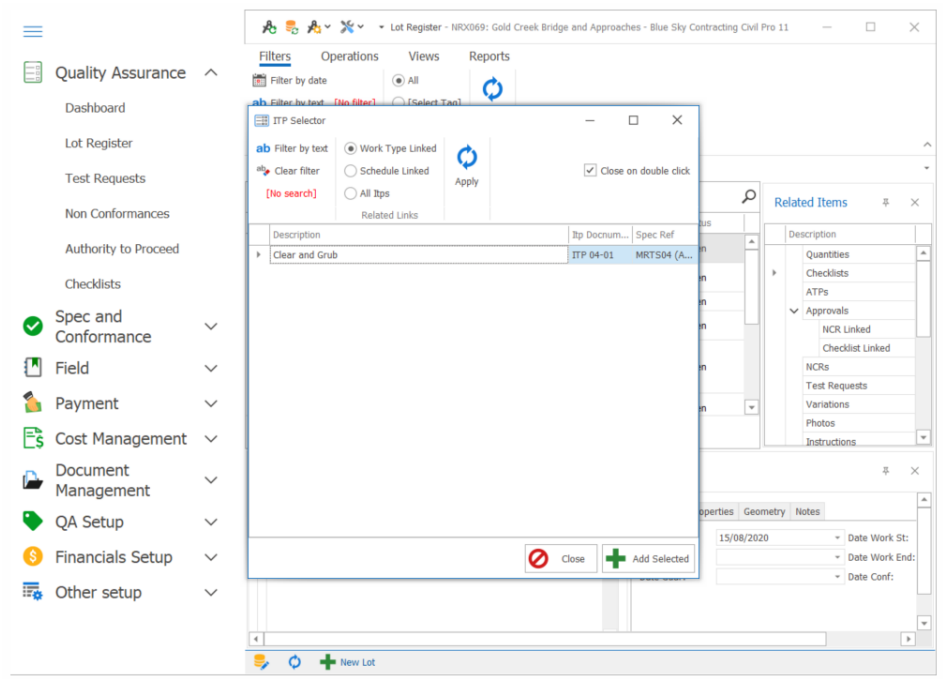 Lot Register - NRX069: Gold Creek Bridge and Approaches - Blue Sky Contracting Civil Pro 11
Quality Assurance
Dashboard
Lot Register
Test Requests
Non Conformances
Authority to Proceed
Checklists
Spec and
Conformance
Field
Payment
Cost Management
Document
Management
QA Setup
Financials Setup
Other setup
Filters Operations Views Reports
Filter by date All
ab Filter by text [No filter] [Select Tag]
ITP Selector
ab Filter by text Work Type Linked
Clear filter Schedule Linked Apply Close on double click
[No search] All Itps
Related Links
Description Itp Docnum... Spec Ref
Clear and Grub ITP 04-01 MRTS04 (A...
Close Add Selected
Related Items
Description
Quantities
Checklists
ATPs
Approvals
NCR Linked
Checklist Linked
NCRs
Test Requests
Variations
Photos
Instructions
operties Geometry Notes
15/08/2020 Date Work St:
Date Work End:
Date Conf:
New Lot